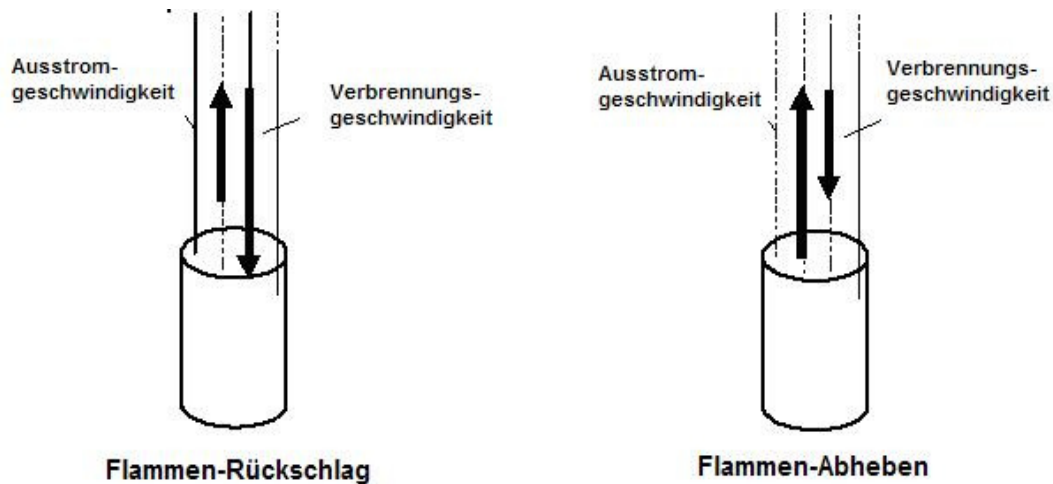 Ausstrom-
geschwindigkeit
Verbrennungs-
geschwindigkeit
Flammen-Rückschlag
Ausstrom-
geschwindigkeit
Verbrennungs-
geschwindigkeit
Flammen-Abheben